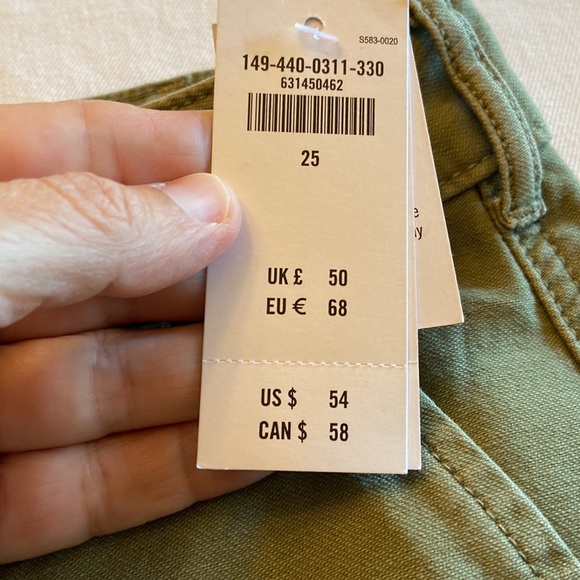 S583-0020
149-440-0311-330
631450462
25
UK £ 50
EU € 68
US $ 54
CAN $ 58